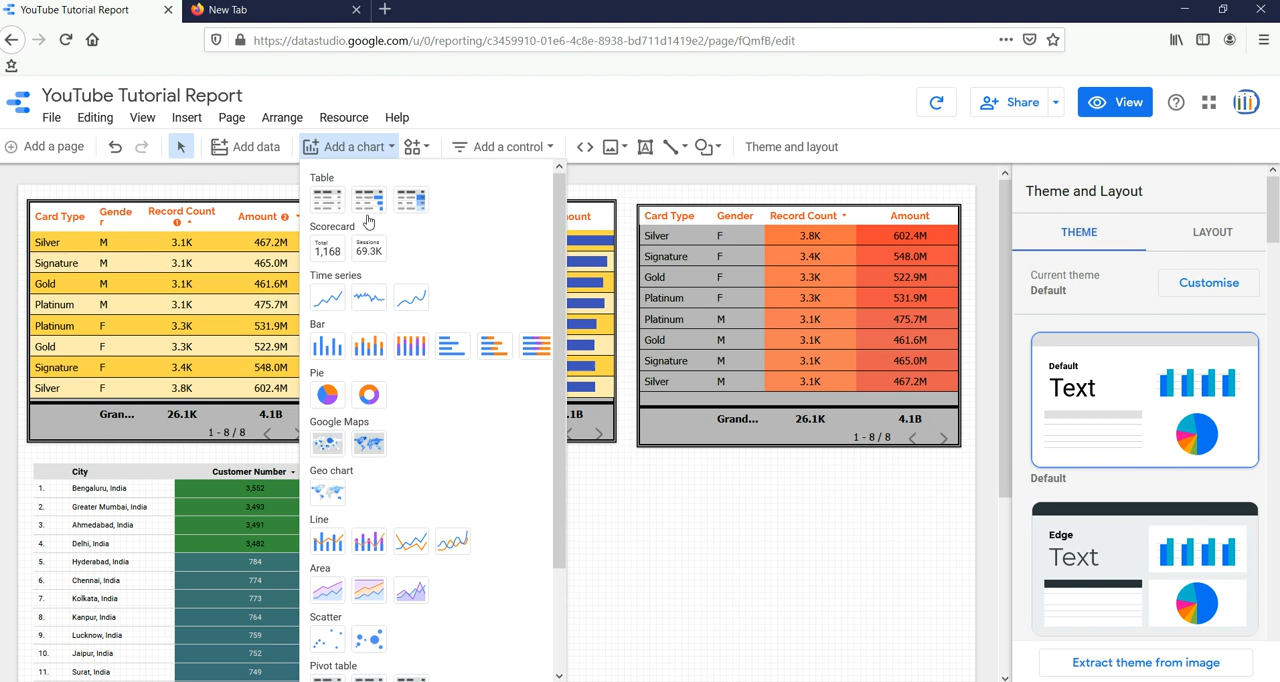 YouTube Tutorial Report
New Tab
https://datastudio.google.com/u/0/reporting/c3459910-01e6-4c8e-8938-bd711d1419e2/page/fQmfB/edit
YouTube Tutorial Report
File Editing View Insert Page Arrange Resource Help
Share View
Add a page Add data Add a chart Add a control Theme and layout
Card Type Gende r Record Count 1 Amount 2
Silver M 3.1K 467.2M
Signature M 3.1K 465.0M
Gold M 3.1K 461.6M
Platinum M 3.1K 475.7M
Platinum F 3.3K 531.9M
Gold F 3.3K 522.9M
Signature F 3.4K 548.0M
Silver F 3.8K 602.4M
Gran... 26.1K 4.1B
1 - 8 / 8
City Customer Number
1. Bengaluru, India 3,552
2. Greater Mumbai, India 3,493
3. Ahmedabad, India 3,491
4. Delhi, India 3,482
5. Hyderabad, India 784
6. Chennai, India 774
7. Kolkata, India 773
8. Kanpur, India 764
9. Lucknow, India 759
10. Jaipur, India 752
11. Surat, India 749
Table
Scorecard
Total 1,168
Sessions 69.3K
Time series
Bar
Pie
Google Maps
Geo chart
Line
Area
Scatter
Pivot table
ount
.1B
Card Type Gender Record Count Amount
Silver F 3.8K 602.4M
Signature F 3.4K 548.0M
Gold F 3.3K 522.9M
Platinum F 3.3K 531.9M
Platinum M 3.1K 475.7M
Gold M 3.1K 461.6M
Signature M 3.1K 465.0M
Silver M 3.1K 467.2M
Grand... 26.1K 4.1B
1 - 8 / 8
Theme and Layout
THEME LAYOUT
Current theme
Default
Customise
Default
Text
Default
Edge
Text
Extract theme from image